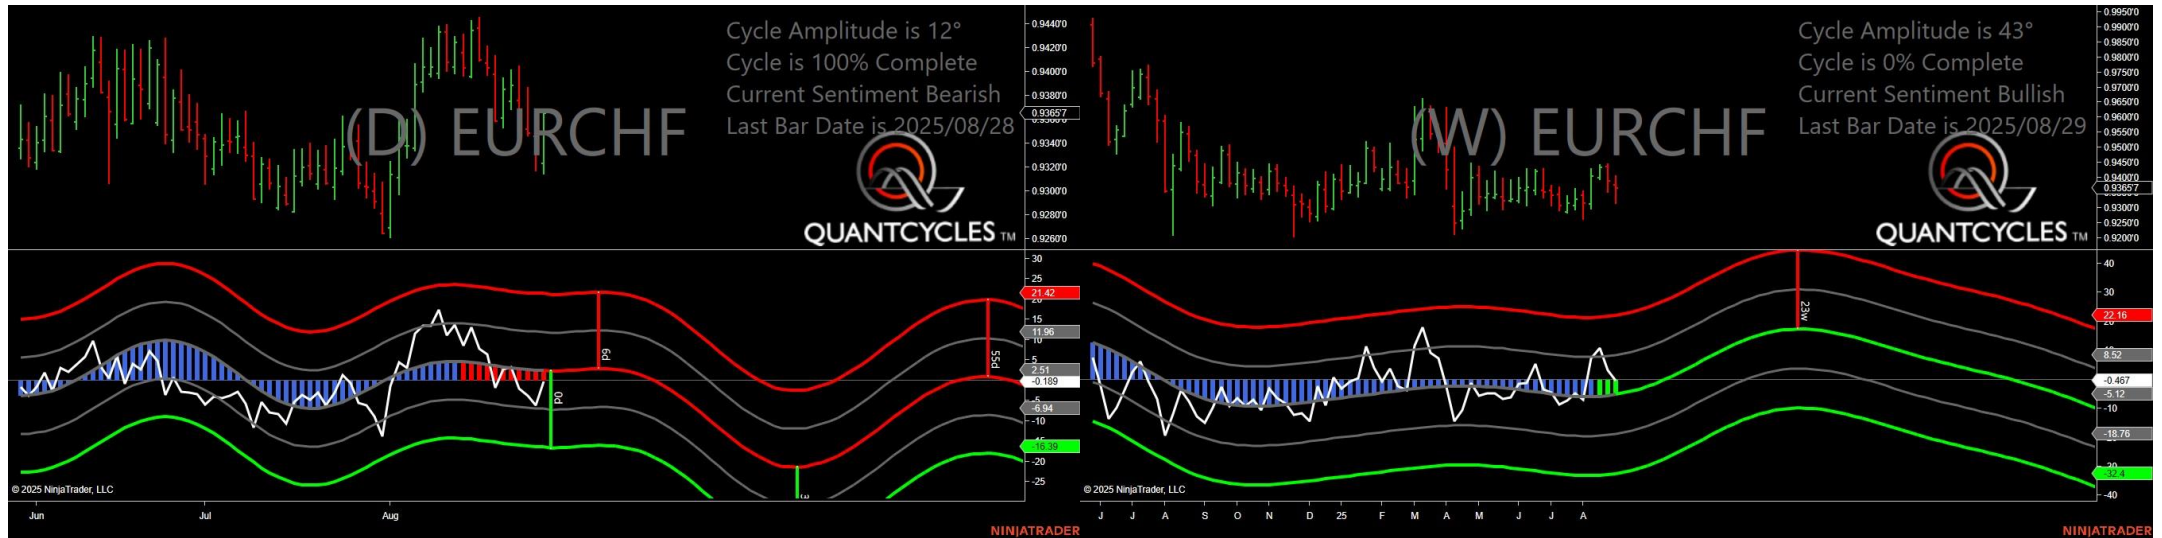 Cycle Amplitude is 12°
Cycle is 100% Complete
Current Sentiment Bearish
Last Bar Date is 2025/08/28
(D) EURCHF
QUANTCYCLES TM
0.9440'0
0.9420'0
0.9400'0
0.9380'0
0.93657
0.9340'0
0.9320'0
0.9300'0
0.9280'0
0.9260'0
30
25
21.42
15
11.96
10
5
2.51
-0.189
-5
-6.94
-10
-16.39
-20
-25
6d
0d
55d
3
© 2025 NinjaTrader, LLC
Jun
Jul
Aug
NINJATRADER
Cycle Amplitude is 43°
Cycle is 0% Complete
Current Sentiment Bullish
Last Bar Date is 2025/08/29
(W) EURCHF
QUANTCYCLES TM
0.9950'0
0.9900'0
0.9850'0
0.9800'0
0.9750'0
0.9700'0
0.9650'0
0.9600'0
0.9550'0
0.9500'0
0.9450'0
0.9400'0
0.93657
0.9300'0
0.9250'0
0.9200'0
40
30
22.16
20
8.52
-0.467
-5.12
-10
-18.76
-32.4
-40
23w
© 2025 NinjaTrader, LLC
J
J
A
S
O
N
D
25
F
M
A
M
J
J
A
NINJATRADER